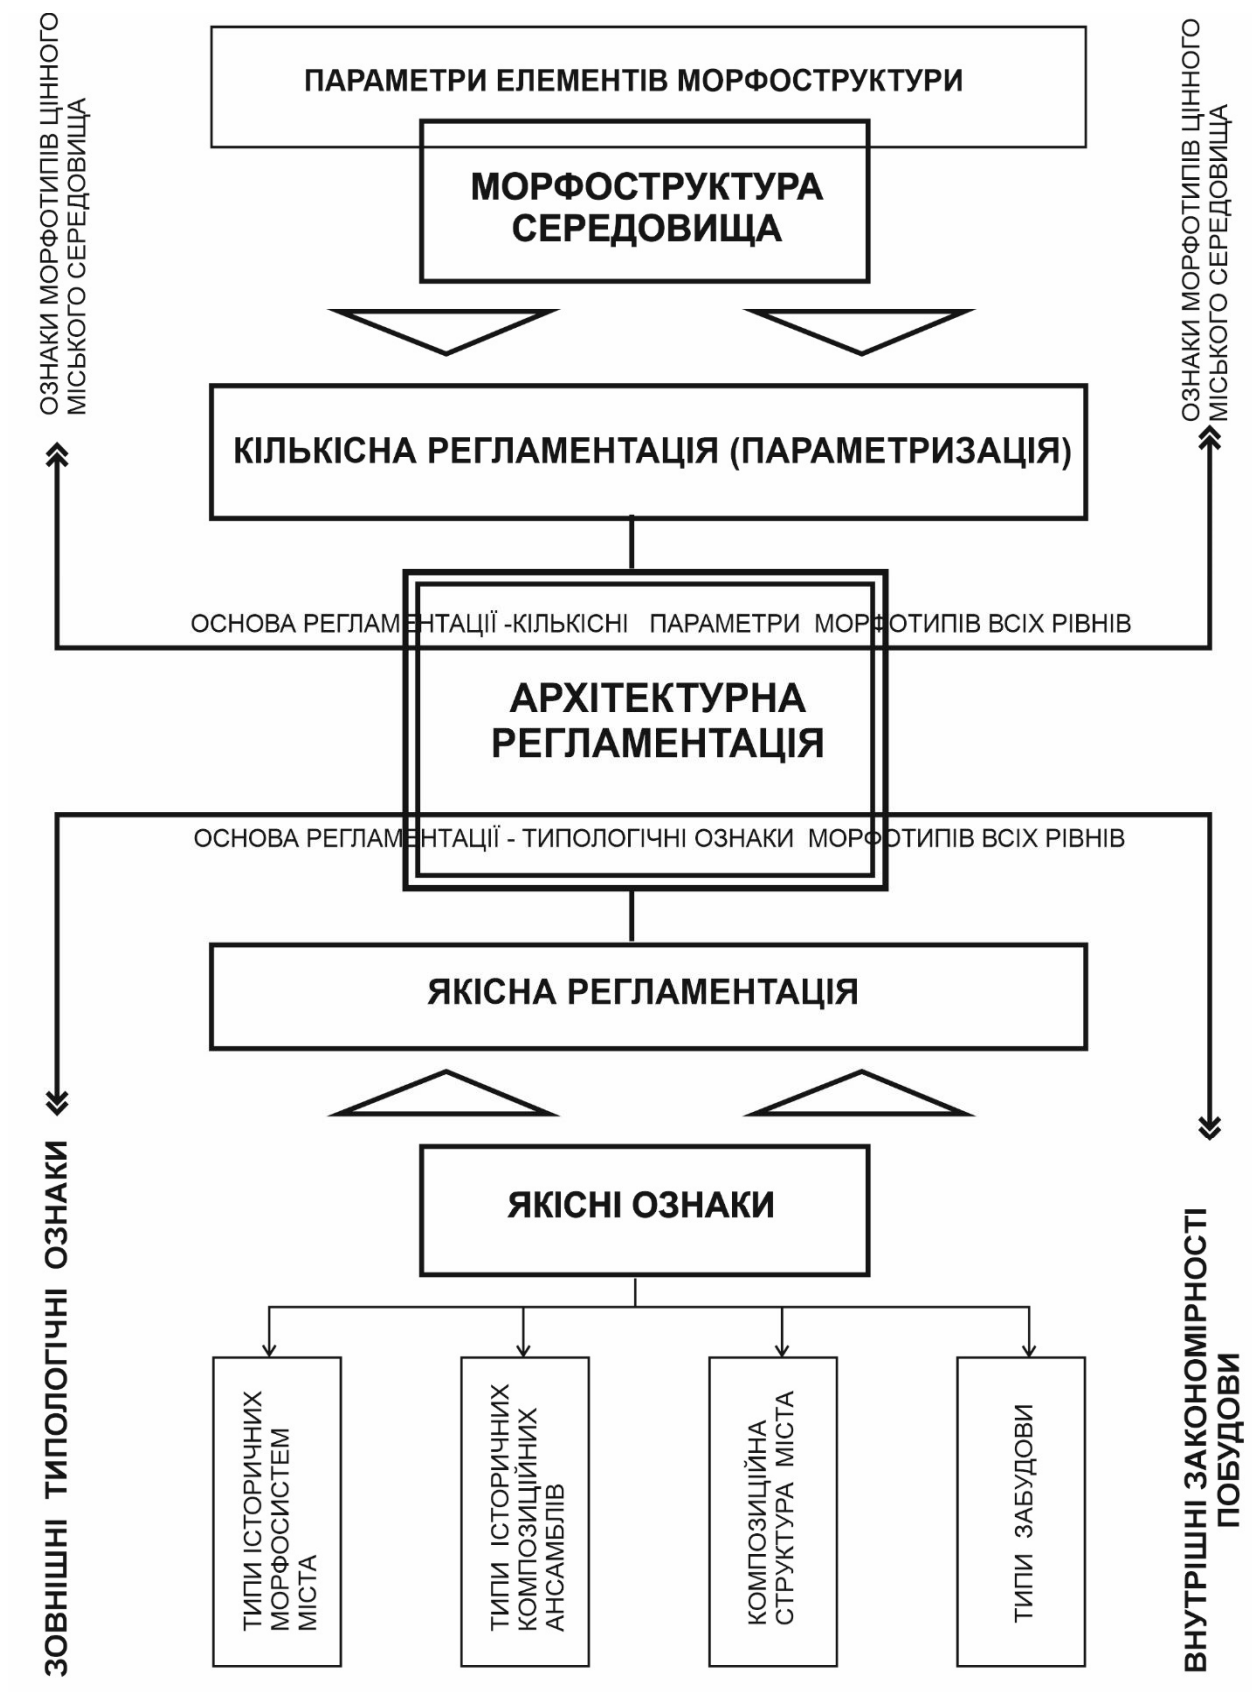 ПАРАМЕТРИ ЕЛЕМЕНТІВ МОРФОСТРУКТУРИ
МОРФОСТРУКТУРА
СЕРЕДОВИЩА
ОЗНАКИ МОРФОТИПІВ ЦІННОГО
МІСЬКОГО СЕРЕДОВИЩА
ОЗНАКИ МОРФОТИПІВ ЦІННОГО
МІСЬКОГО СЕРЕДОВИЩА
КІЛЬКІСНА РЕГЛАМЕНТАЦІЯ (ПАРАМЕТРИЗАЦІЯ)
ОСНОВА РЕГЛАМЕНТАЦІЇ -КІЛЬКІСНІ ПАРАМЕТРИ МОРФОТИПІВ ВСІХ РІВНІВ
АРХІТЕКТУРНА
РЕГЛАМЕНТАЦІЯ
ОСНОВА РЕГЛАМЕНТАЦІЇ - ТИПОЛОГІЧНІ ОЗНАКИ МОРФОТИПІВ ВСІХ РІВНІВ
ЯКІСНА РЕГЛАМЕНТАЦІЯ
ЯКІСНІ ОЗНАКИ
ЗОВНІШНІ ТИПОЛОГІЧНІ ОЗНАКИ
ТИПИ ІСТОРИЧНИХ
МОРФОСИСТЕМ
МІСТА
ТИПИ ІСТОРИЧНИХ
КОМПОЗИЦІЙНИХ
АНСАМБЛІВ
КОМПОЗИЦІЙНА
СТРУКТУРА МІСТА
ТИПИ ЗАБУДОВИ
ВНУТРІШНІ ЗАКОНОМІРНОСТІ
ПОБУДОВИ